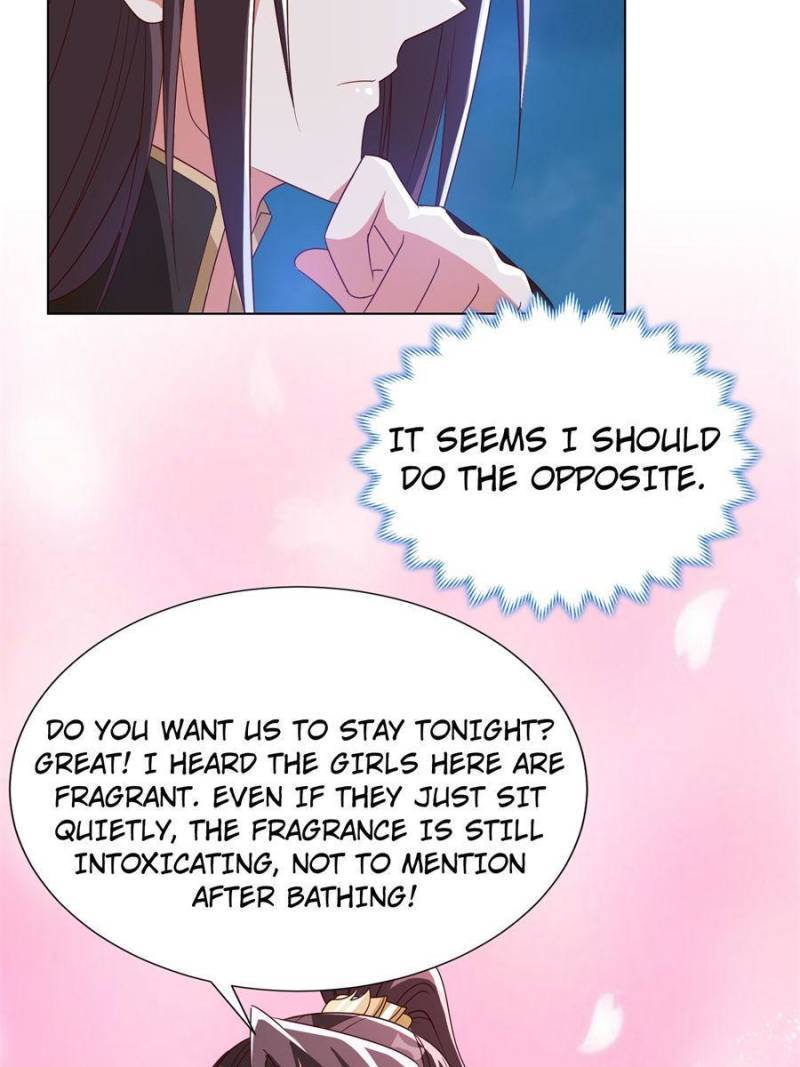 IT SEEMS I SHOULD
DO THE OPPOSITE.
DO YOU WANT US TO STAY TONIGHT?
GREAT! I HEARD THE GIRLS HERE ARE
FRAGRANT. EVEN IF THEY JUST SIT
QUIETLY, THE FRAGRANCE IS STILL
INTOXICATING, NOT TO MENTION
AFTER BATHING!